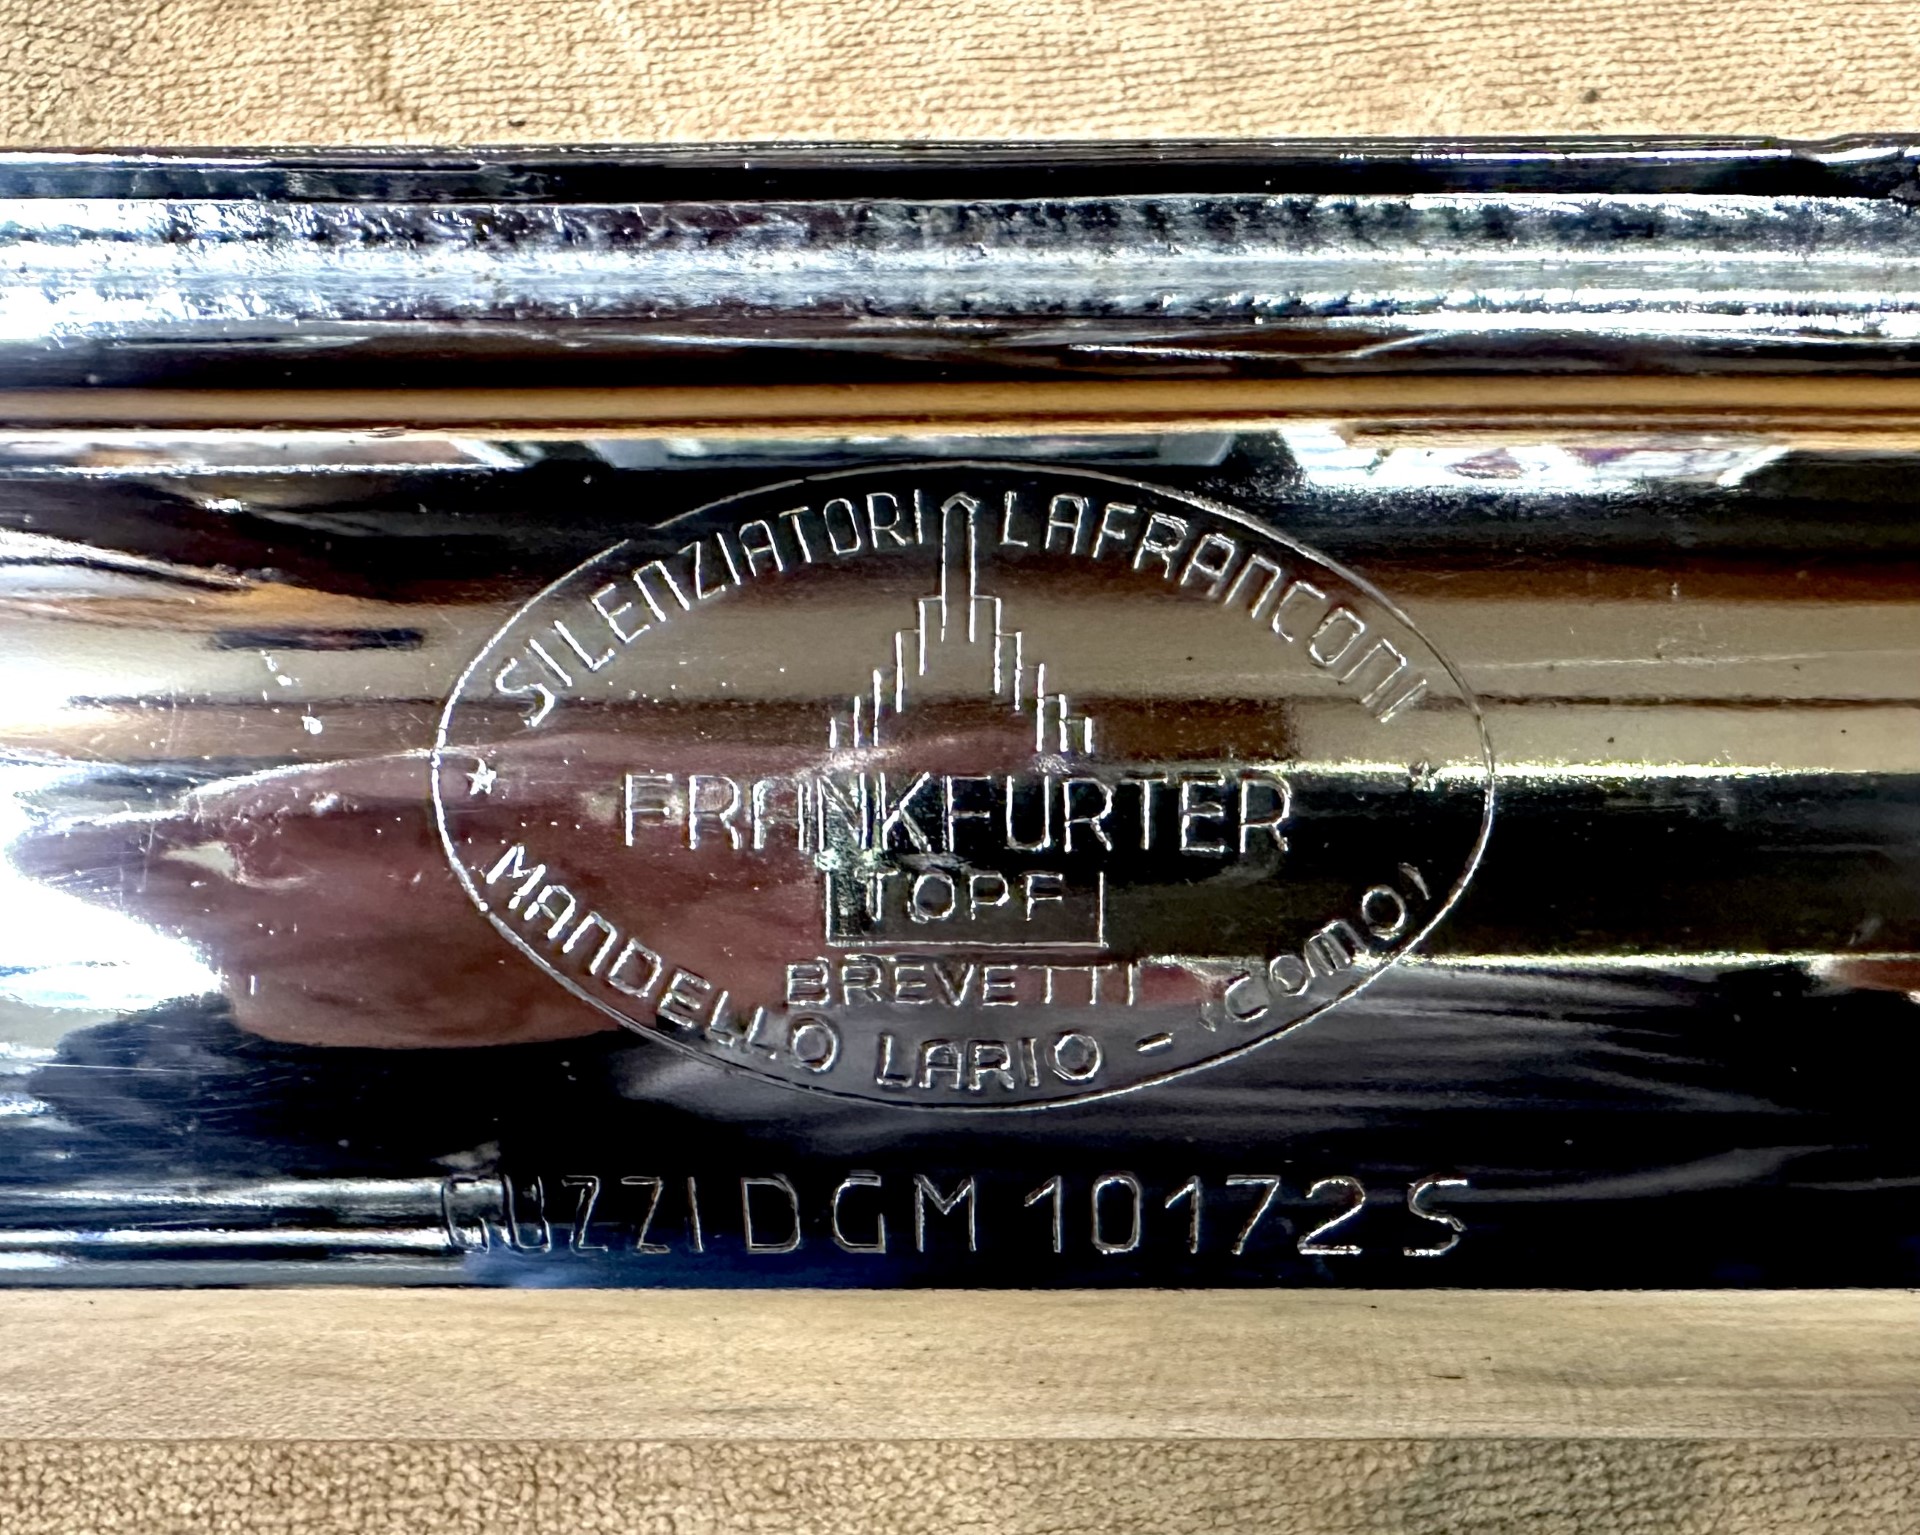 SILENZIATORI LAFRANCONI
FRANKFURTER
TOPF
BREVETTI
MANDELLO LARIO - (COMO)
GUZZI DGM 10172 S